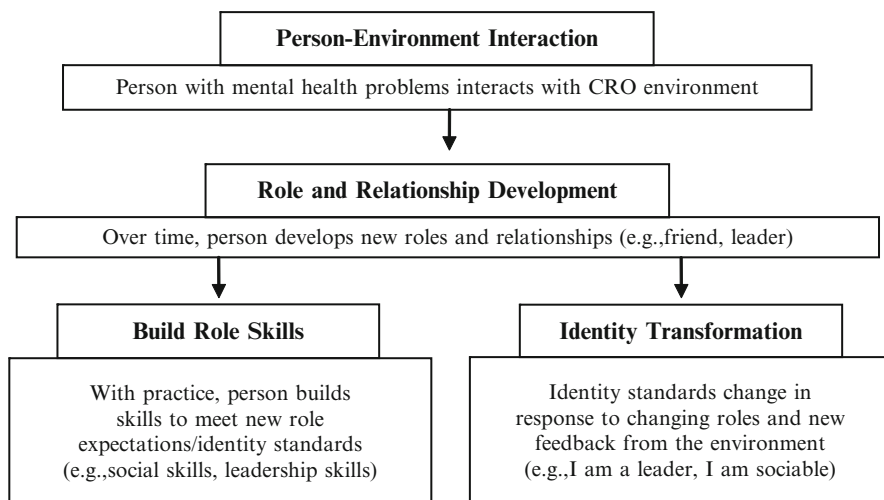 Person-Environment Interaction
Person with mental health problems interacts with CRO environment
Role and Relationship Development
Over time, person develops new roles and relationships (e.g.,friend, leader)
Build Role Skills
With practice, person builds
skills to meet new role
expectations/identity standards
(e.g.,social skills, leadership skills)
Identity Transformation
Identity standards change in
response to changing roles and new
feedback from the environment
(e.g.,I am a leader, I am sociable)